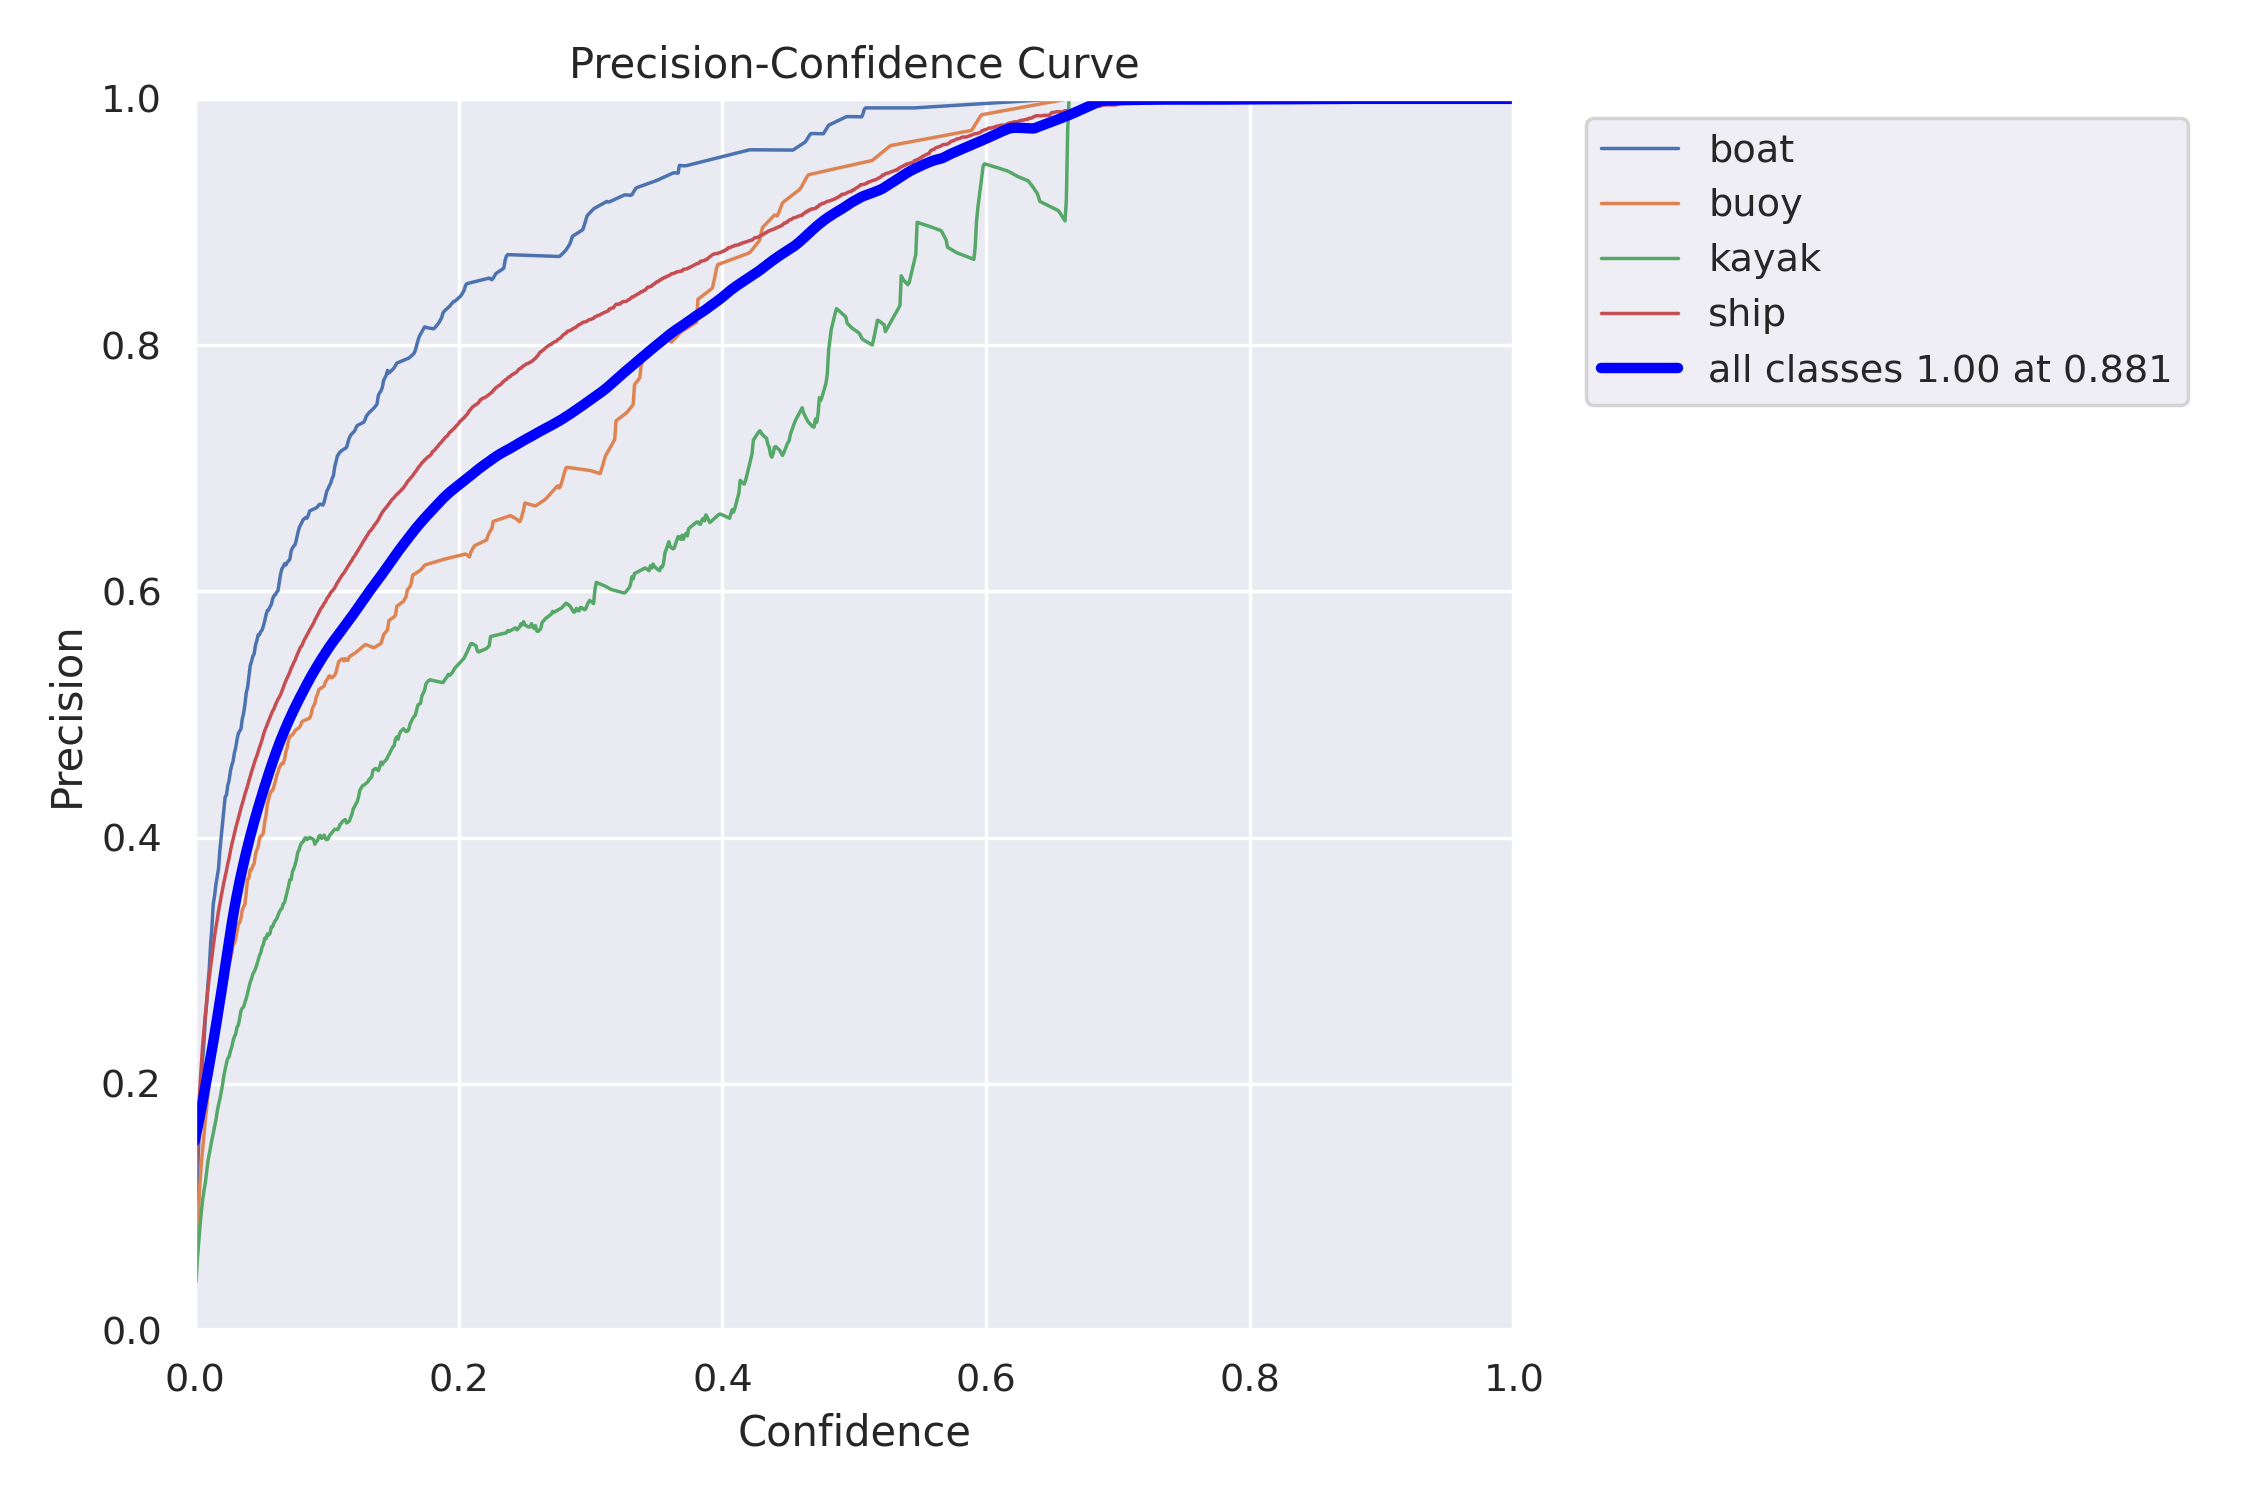 Precision-Confidence Curve
1.0
0.8
0.6
0.4
0.2
0.0
Precision
0.0 0.2 0.4 0.6 0.8 1.0
Confidence
boat
buoy
kayak
ship
all classes 1.00 at 0.881